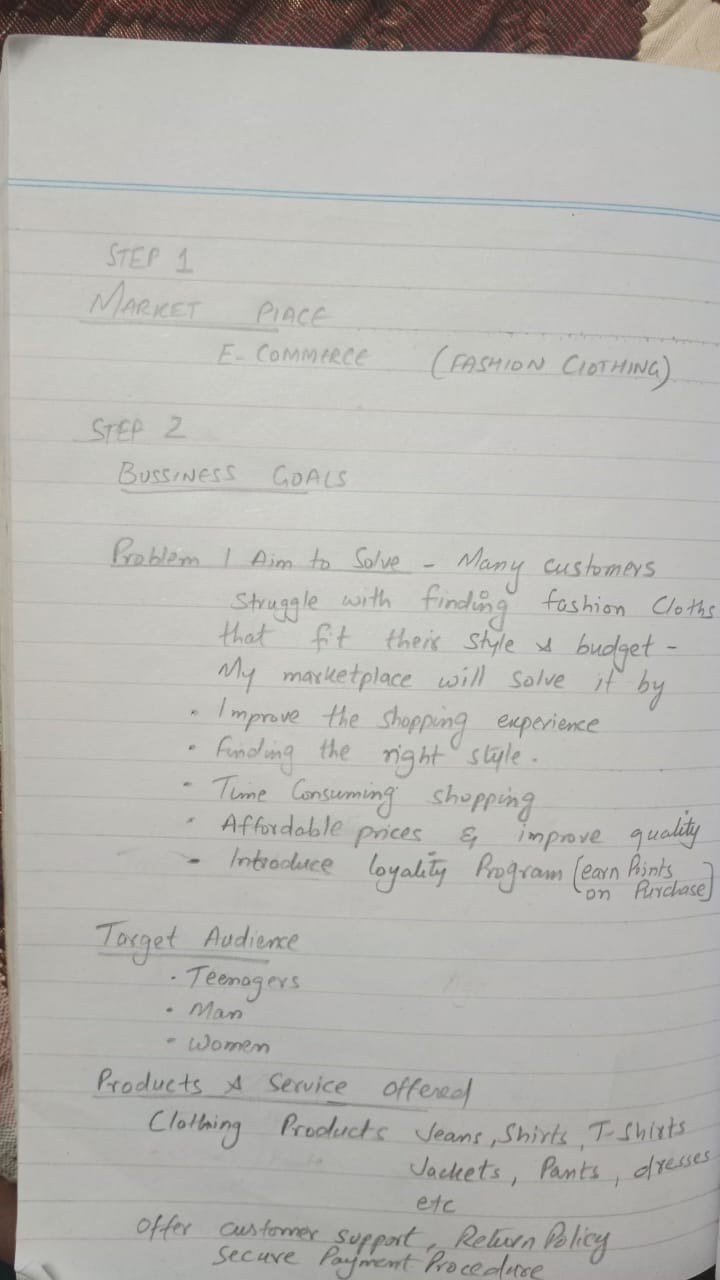 STEP 1
MARKET PlACE
E-COMMERCE (FASHION ClOTHING)
STEP 2
BUSSINESS GOALS
Problem I Aim to Solve - Many customers
Struggle with finding fashion Cloths
that fit their style & budget -
My marketplace will solve it by
• Improve the shopping experience
• Finding the right style.
• Time Consuming shopping
• Affordable prices & improve quality
- Introduce loyality Program [earn Points
on Purchase]
Target Audience
• Teenagers
• Man
• Women
Products & Service offered
Clothing Products Jeans, Shirts, T-Shirts
Jackets, Pants, dresses
etc
Offer customer support, Return Policy
Secure Payment Procedure